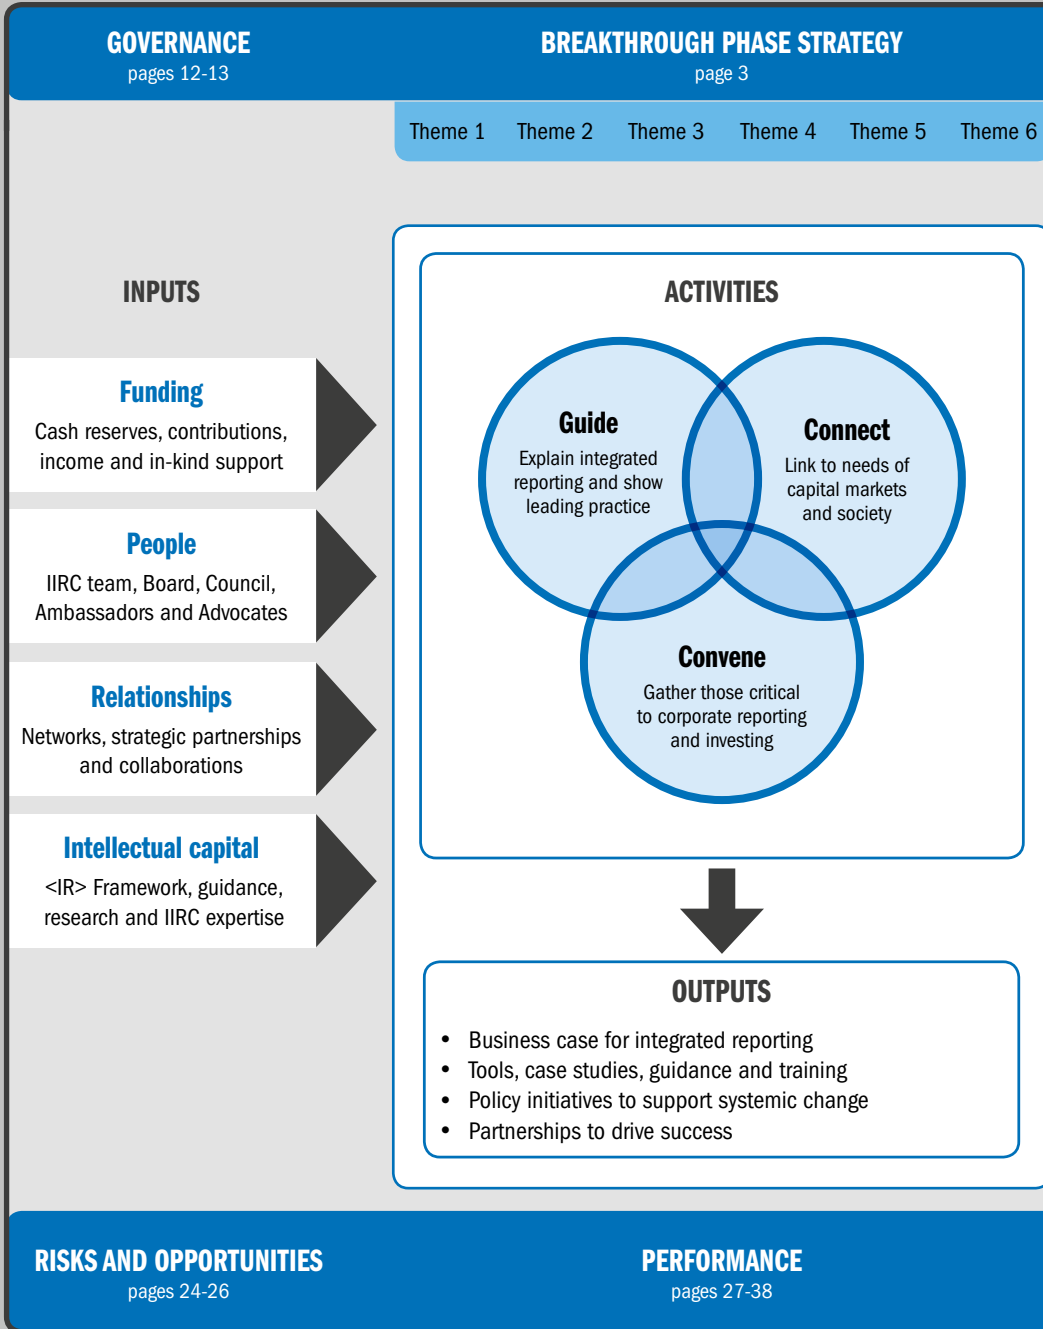 GOVERNANCE
pages 12-13
BREAKTHROUGH PHASE STRATEGY
page 3
Theme 1
Theme 2
Theme 3
Theme 4
Theme 5
Theme 6
INPUTS
Funding
Cash reserves, contributions,
income and in-kind support
People
IIRC team, Board, Council,
Ambassadors and Advocates
Relationships
Networks, strategic partnerships
and collaborations
Intellectual capital
<IR> Framework, guidance,
research and IIRC expertise
ACTIVITIES
Guide
Explain integrated
reporting and show
leading practice
Connect
Link to needs of
capital markets
and society
Convene
Gather those critical
to corporate reporting
and investing
OUTPUTS
• Business case for integrated reporting
• Tools, case studies, guidance and training
• Policy initiatives to support systemic change
• Partnerships to drive success
RISKS AND OPPORTUNITIES
pages 24-26
PERFORMANCE
pages 27-38